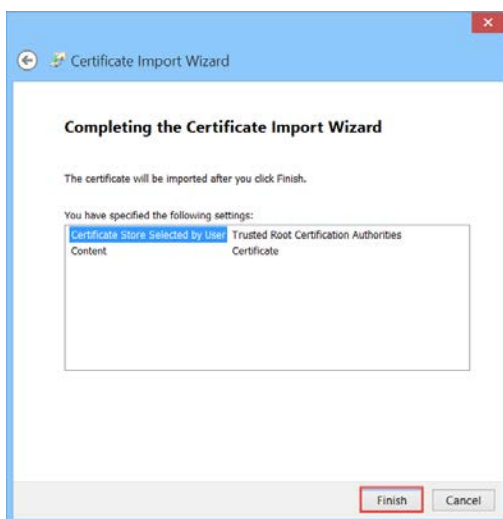 Certificate Import Wizard
Completing the Certificate Import Wizard
The certificate will be imported after you click Finish.
You have specified the following settings:
Certificate Store Selected by User Trusted Root Certification Authorities
Content Certificate
Finish Cancel